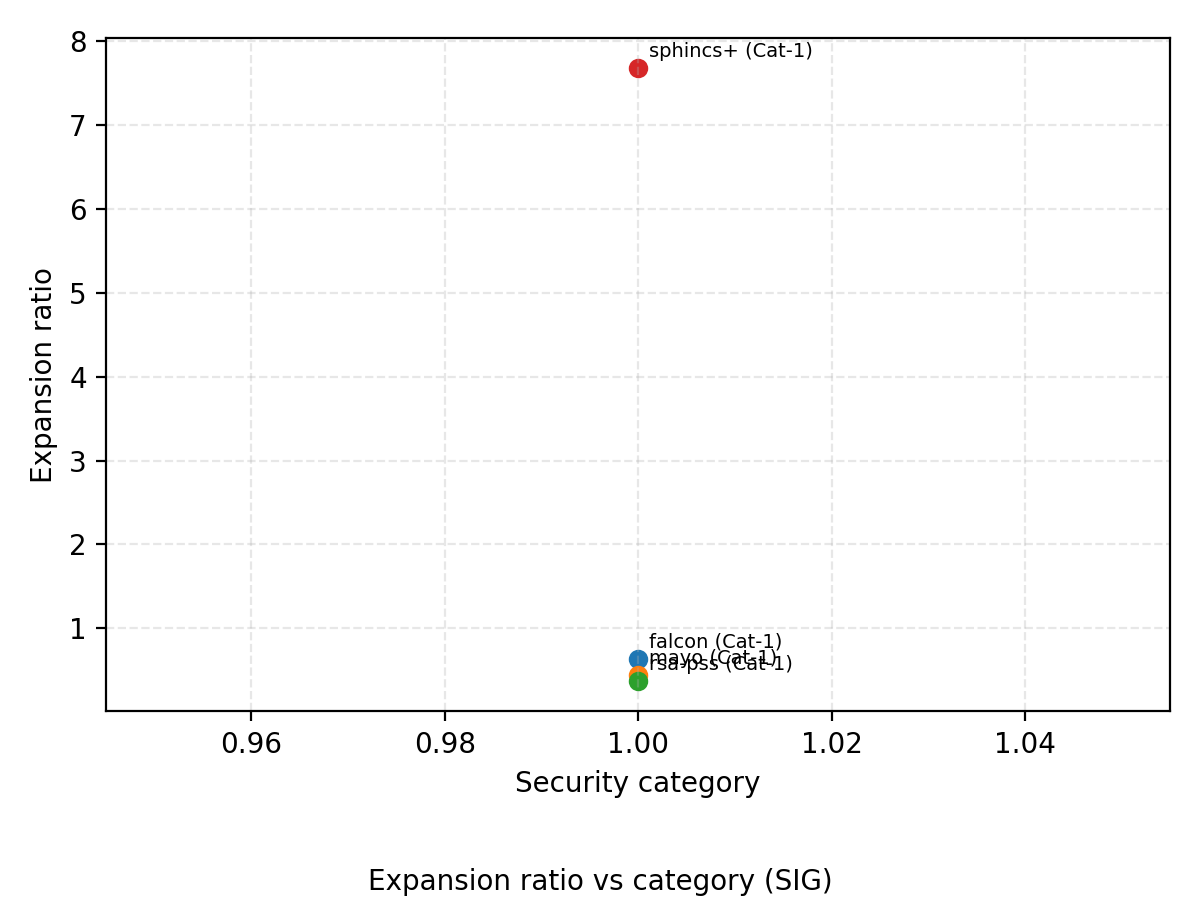 8
sphincs+ (Cat-1)
7
6
5
4
3
2
1
Expansion ratio
falcon (Cat-1)
mayo (Cat-1)
rsa-pss (Cat-1)
0.96 0.98 1.00 1.02 1.04
Security category
Expansion ratio vs category (SIG)